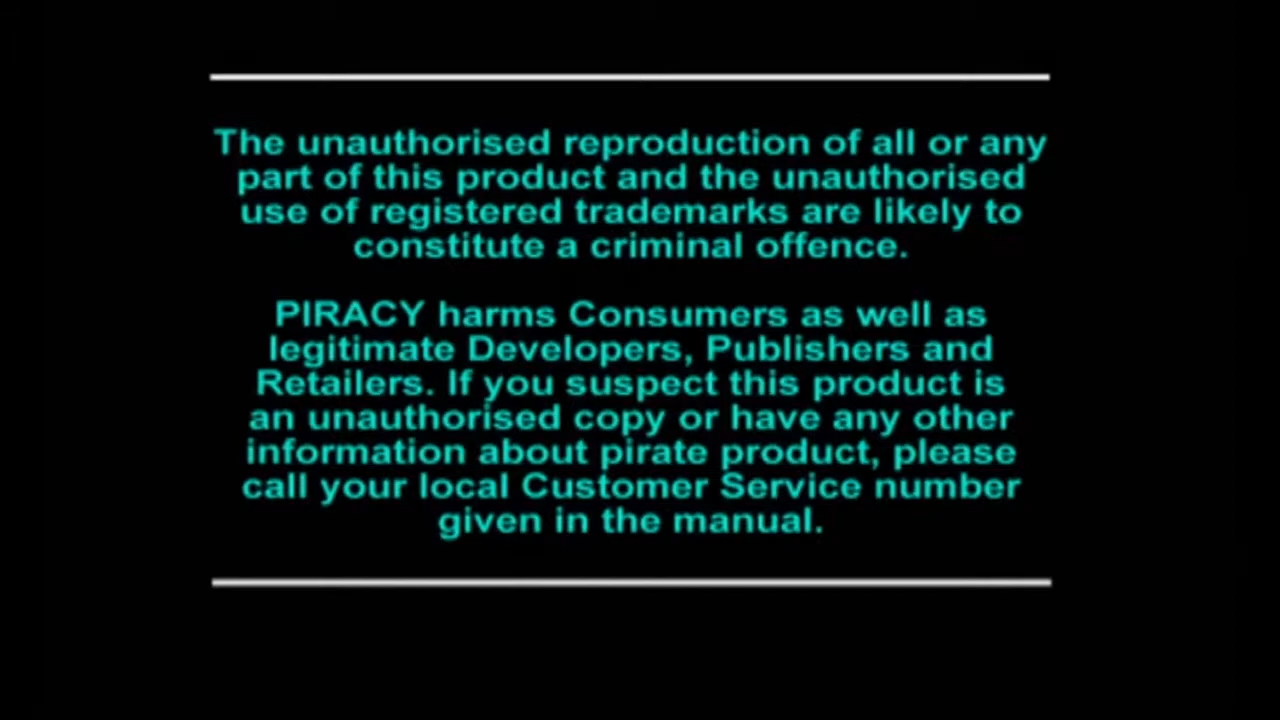 The unauthorised reproduction of all or any
part of this product and the unauthorised
use of registered trademarks are likely to
constitute a criminal offence.
PIRACY harms Consumers as well as
legitimate Developers, Publishers and
Retailers. If you suspect this product is
an unauthorised copy or have any other
information about pirate product, please
call your local Customer Service number
given in the manual.